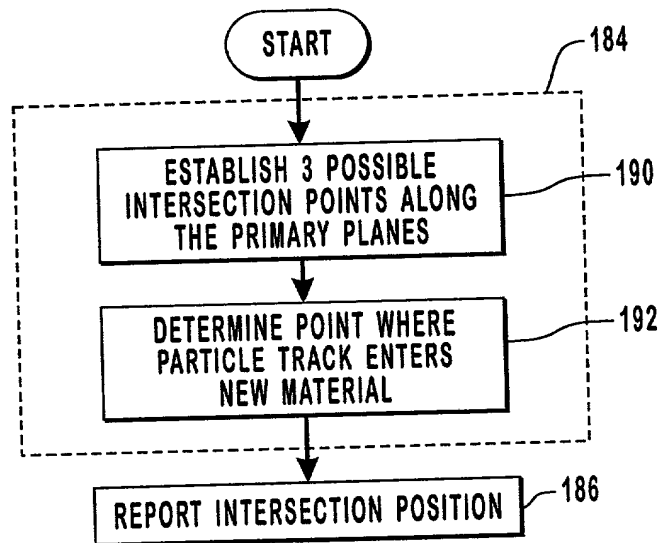 START
184
ESTABLISH 3 POSSIBLE
INTERSECTION POINTS ALONG
THE PRIMARY PLANES
190
DETERMINE POINT WHERE
PARTICLE TRACK ENTERS
NEW MATERIAL
192
REPORT INTERSECTION POSITION
186